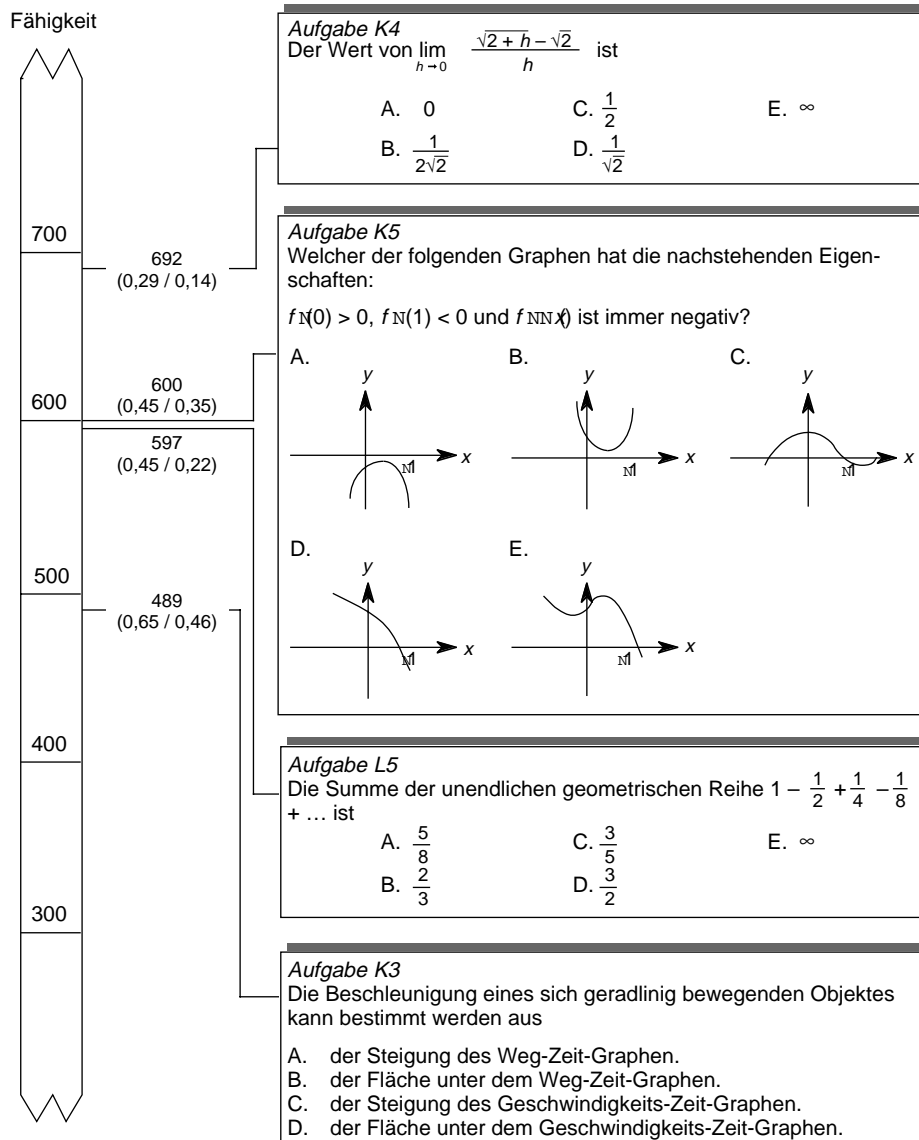 Fähigkeit
700
600
500
400
300
692
(0,29 / 0,14)
600
(0,45 / 0,35)
597
(0,45 / 0,22)
489
(0,65 / 0,46)
Aufgabe K4
Der Wert von lim h→0 (√2 + h – √2)/h ist
A. 0 C. 1/2 E. ∞
B. 1/(2√2) D. 1/√2
Aufgabe K5
Welcher der folgenden Graphen hat die nachstehenden Eigen-
schaften:
f N(0) > 0, f N(1) < 0 und f NNx() ist immer negativ?
A. B. C.
y y y
x x x
N1 N1 N1
D. E.
y y
x x
N1 N1
Aufgabe L5
Die Summe der unendlichen geometrischen Reihe 1 – 1/2 + 1/4 – 1/8
+ … ist
A. 5/8 C. 3/5 E. ∞
B. 2/3 D. 3/2
Aufgabe K3
Die Beschleunigung eines sich geradlinig bewegenden Objektes
kann bestimmt werden aus
A. der Steigung des Weg-Zeit-Graphen.
B. der Fläche unter dem Weg-Zeit-Graphen.
C. der Steigung des Geschwindigkeits-Zeit-Graphen.
D. der Fläche unter dem Geschwindigkeits-Zeit-Graphen.